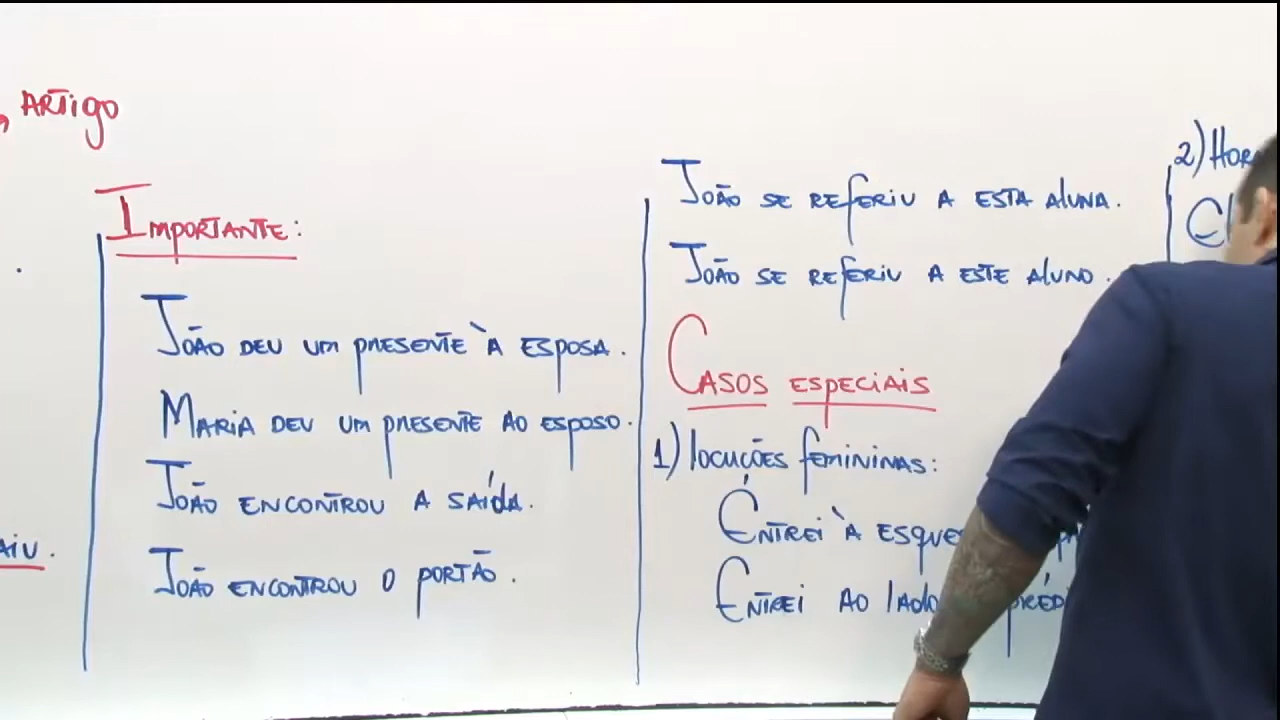 ARTIGO
AIU.
IMPORTANTE:
JOÃO DEU UM PRESENTE À ESPOSA.
MARIA DEU UM PRESENTE AO ESPOSO.
JOÃO ENCONTROU A SAÍDA.
JOÃO ENCONTROU O PORTÃO.
JOÃO SE REFERIU A ESTA ALUNA.
JOÃO SE REFERIU A ESTE ALUNO.
CASOS ESPECIAIS
1) LOCUÇÕES FEMININAS:
ENTREI À ESQUE
ENTREI AO LADO PRÉDI
2) HOR